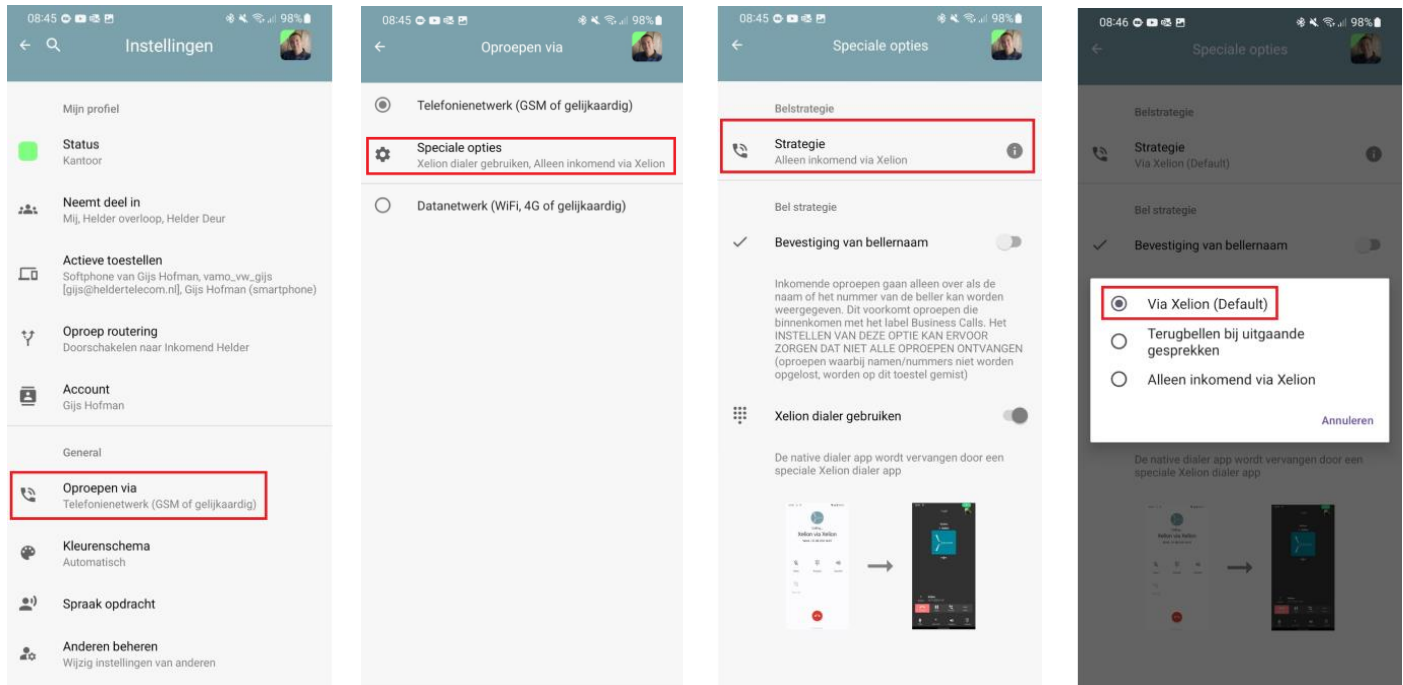 08:45
98%
Instellingen
Mijn profiel
Status
Kantoor
Neemt deel in
Mij, Helder overloop, Helder Deur
Actieve toestellen
Softphone van Gijs Hofman, vamo_vw_gijs
[gijs@heldertelecom.nl], Gijs Hofman (smartphone)
Oproep routering
Doorschakelen naar Inkomend Helder
Account
Gijs Hofman
General
Oproepen via
Telefonienetwerk (GSM of gelijkaardig)
Kleurenschema
Automatisch
Spraak opdracht
Anderen beheren
Wijzig instellingen van anderen
08:45
98%
Oproepen via
Telefonienetwerk (GSM of gelijkaardig)
Speciale opties
Xelion dialer gebruiken, Alleen inkomend via Xelion
Datanetwerk (WiFi, 4G of gelijkaardig)
08:45
98%
Speciale opties
Belstrategie
Strategie
Alleen inkomend via Xelion
Bel strategie
Bevestiging van bellernaam
Inkomende oproepen gaan alleen over als de
naam of het nummer van de beller kan worden
weergegeven. Dit voorkomt oproepen die
binnenkomen met het label Business Calls. Het
INSTELLEN VAN DEZE OPTIE KAN ERVOOR
ZORGEN DAT NIET ALLE OPROEPEN ONTVANGEN
(oproepen waarbij namen/nummers niet worden
opgelost, worden op dit toestel gemist)
Xelion dialer gebruiken
De native dialer app wordt vervangen door een
speciale Xelion dialer app
Xelion via Xelion
08:46
98%
Speciale opties
Belstrategie
Strategie
Via Xelion (Default)
Bel strategie
Bevestiging van bellernaam
Via Xelion (Default)
Terugbellen bij uitgaande
gesprekken
Alleen inkomend via Xelion
Annuleren
De native dialer app wordt vervangen door een
speciale Xelion dialer app
Xelion via Xelion